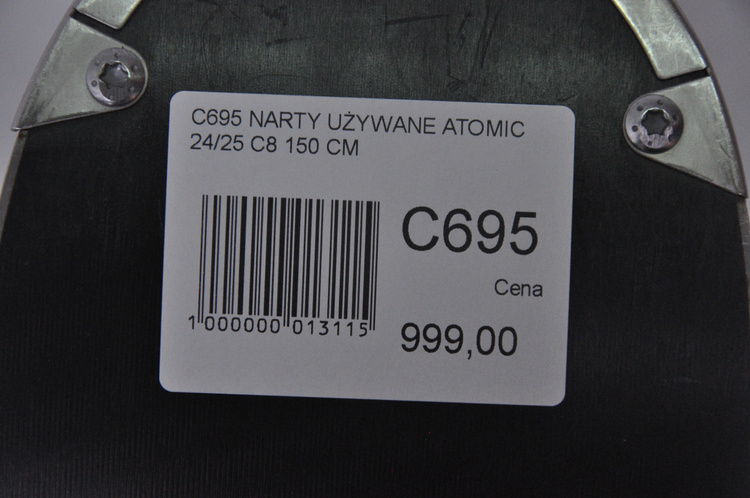 C695 NARTY UŻYWANE ATOMIC
24/25 C8 150 CM
C695
Cena
1 000000 013115
999,00